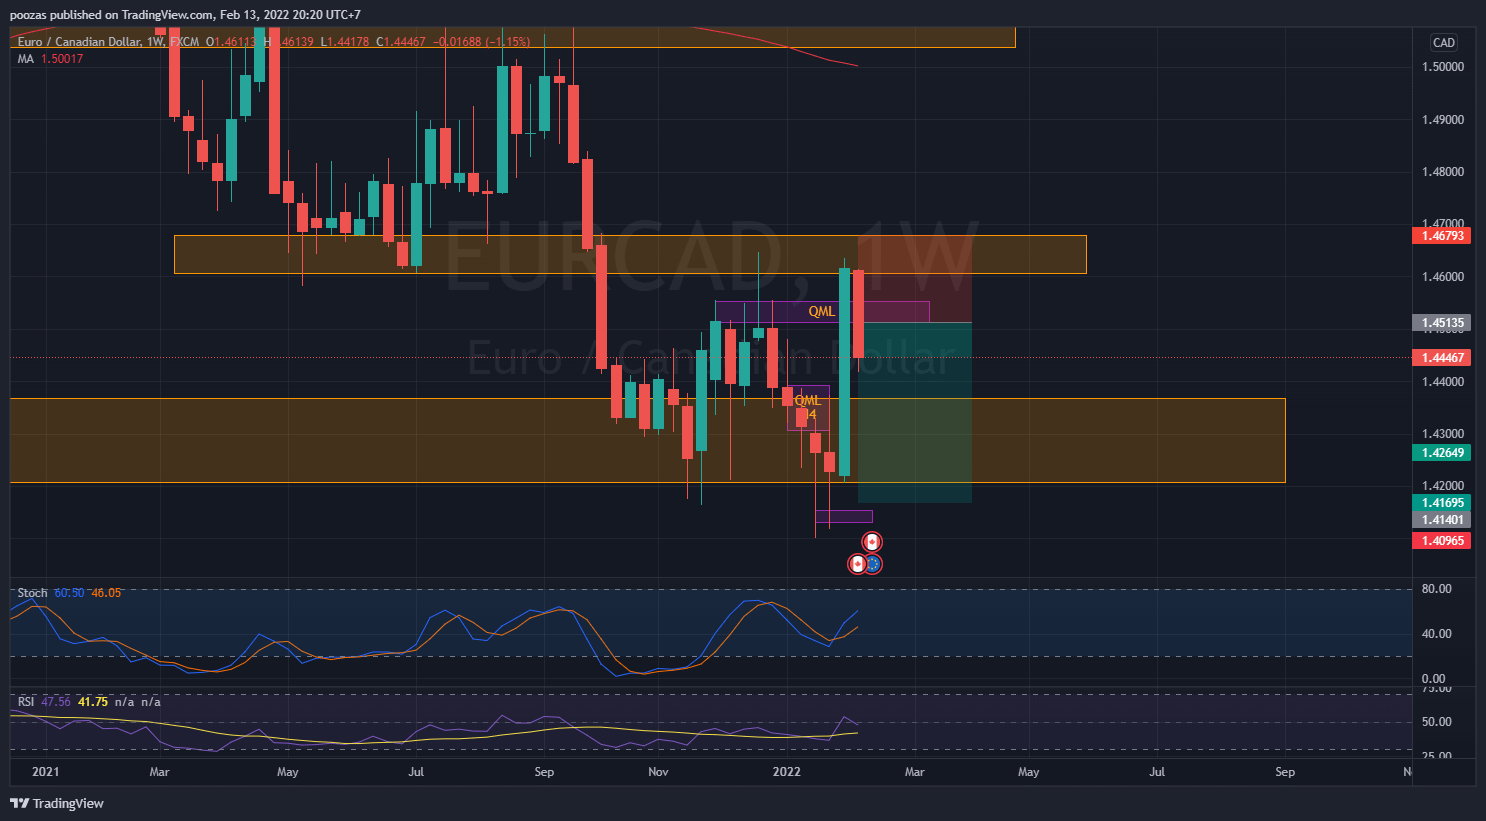 poozas published on TradingView.com, Feb 13, 2022 20:20 UTC+7
Euro / Canadian Dollar, 1W, FXCM O1.46113 H1.46139 L1.44178 C1.44467 −0.01688 (−1.15%)
MA 1.50017
CAD
1.50000
1.49000
1.48000
1.47000
1.46793
1.46000
1.45135
1.44467
1.44000
1.43000
1.42649
1.42000
1.41695
1.41401
1.40965
EURCAD, 1W
Euro / Canadian Dollar
QML
QML
Stoch 60.50 46.05
80.00
40.00
0.00
RSI 47.56 41.75 n/a n/a
75.00
50.00
25.00
2021 Mar May Jul Sep Nov 2022 Mar May Jul Sep
TradingView